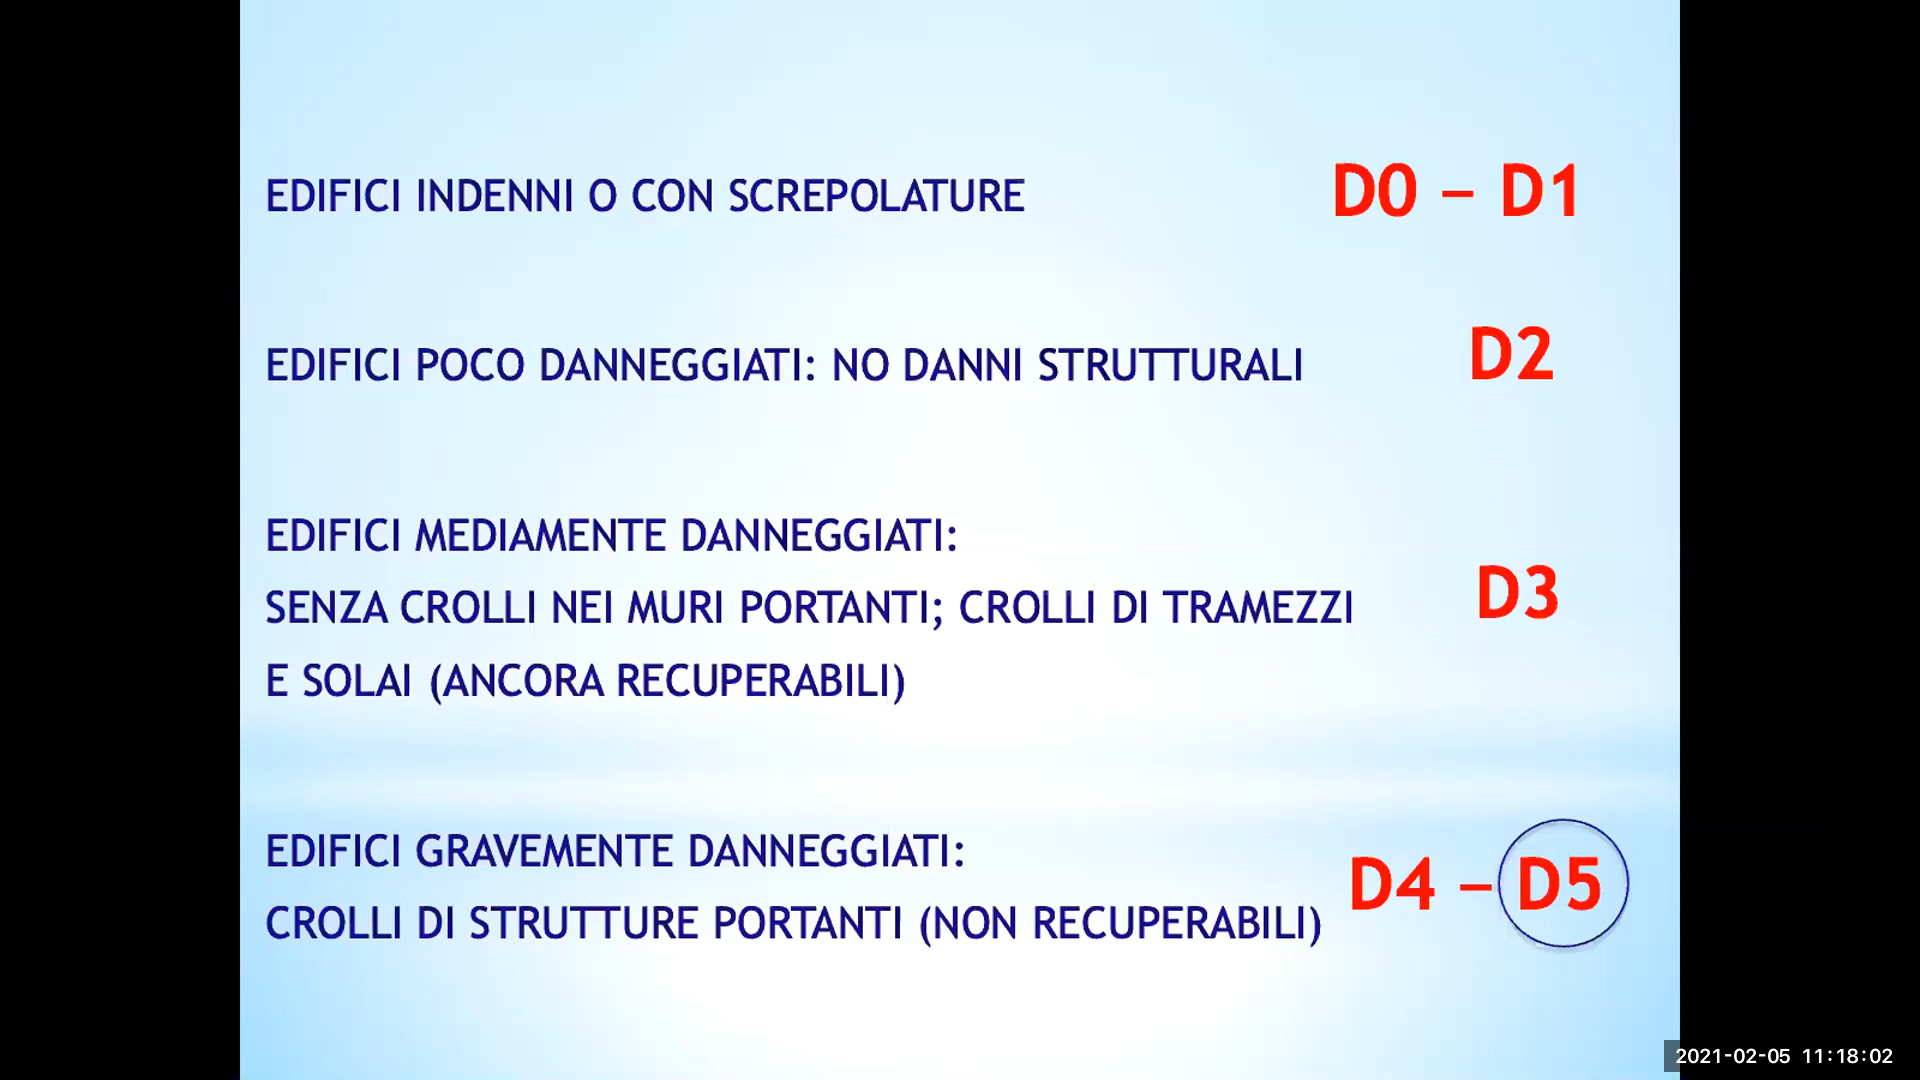 EDIFICI INDENNI O CON SCREPOLATURE D0 – D1
EDIFICI POCO DANNEGGIATI: NO DANNI STRUTTURALI D2
EDIFICI MEDIAMENTE DANNEGGIATI:
SENZA CROLLI NEI MURI PORTANTI; CROLLI DI TRAMEZZI D3
E SOLAI (ANCORA RECUPERABILI)
EDIFICI GRAVEMENTE DANNEGGIATI:
CROLLI DI STRUTTURE PORTANTI (NON RECUPERABILI) D4 – D5
2021-02-05 11:18:02